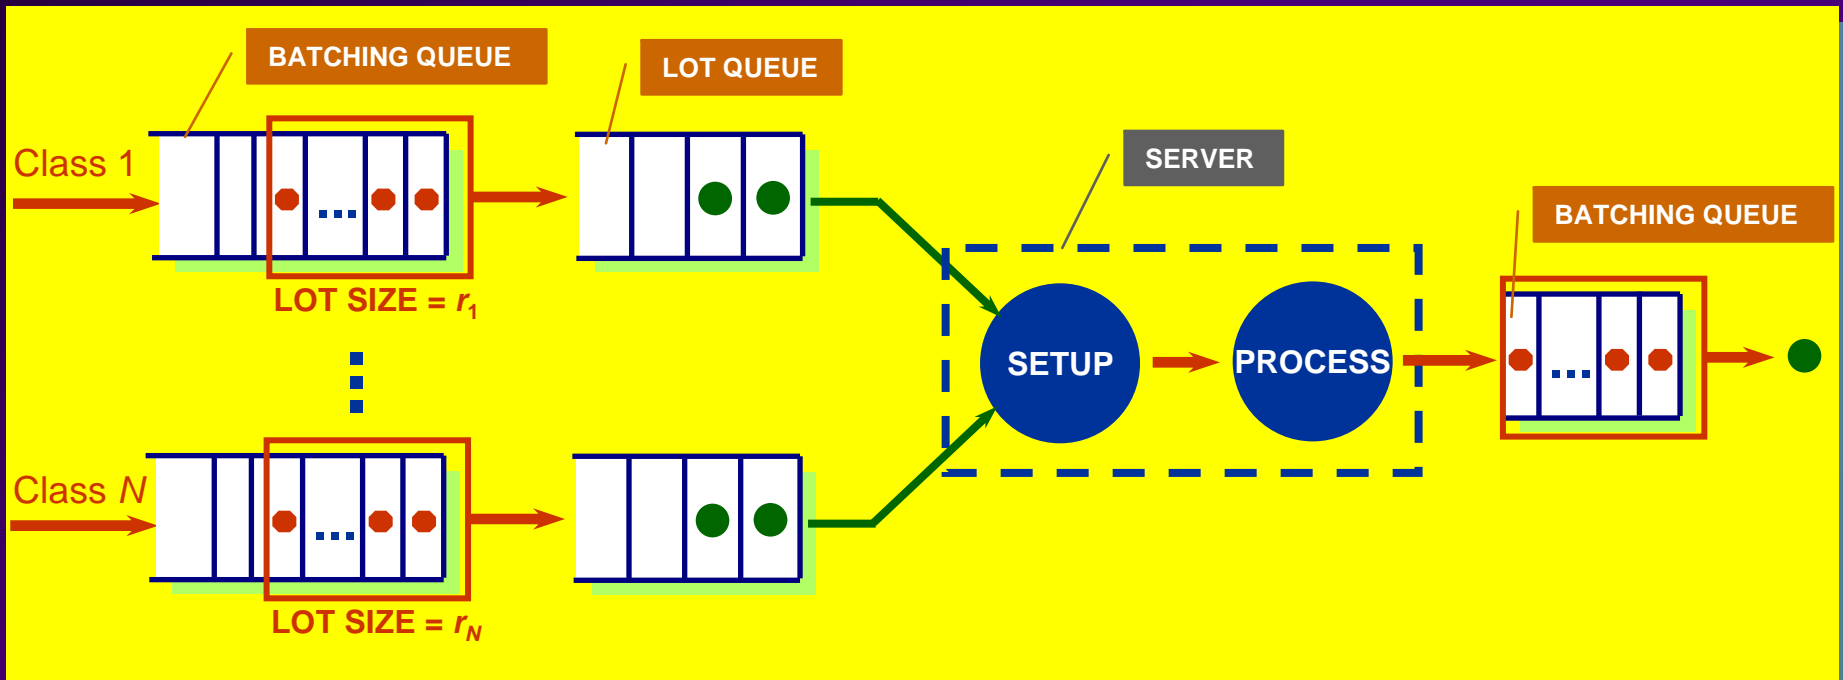 BATCHING QUEUE
LOT QUEUE
Class 1
SERVER
BATCHING QUEUE
LOT SIZE = r1
SETUP
PROCESS
Class N
LOT SIZE = rN